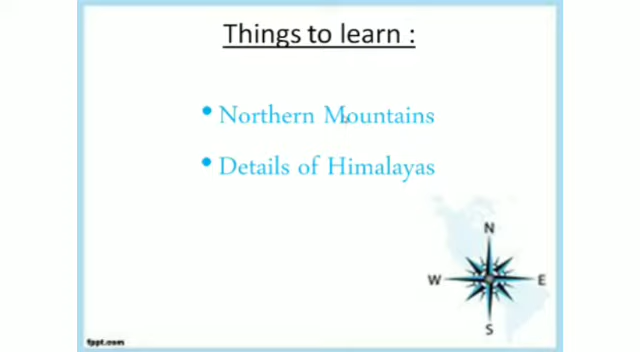 Things to learn :
• Northern Mountains
• Details of Himalayas
N
W E
S
fppt.com